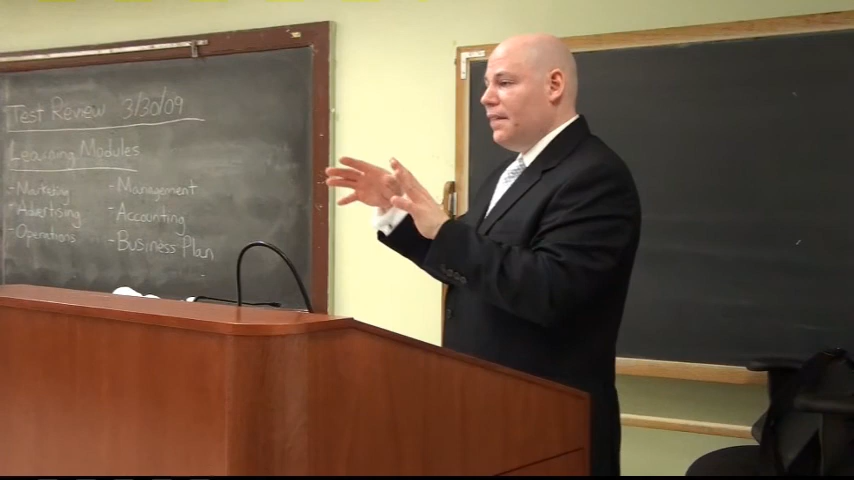 Test Review 3/30/09
Learning Modules
- Marketing - Management
- Advertising - Accounting
- Operations - Business Plan